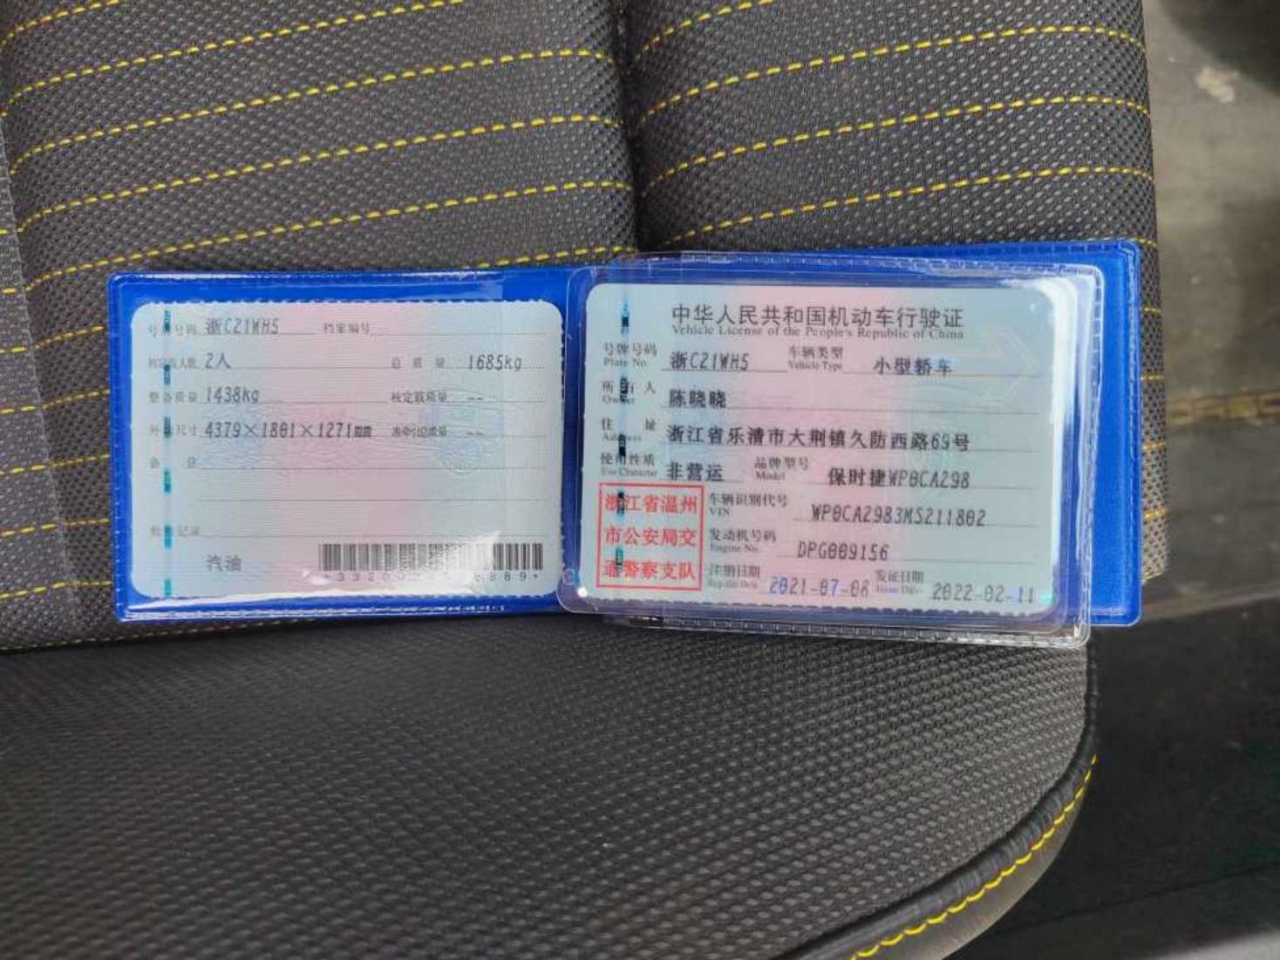 号牌号码 浙C21WH5 档案编号
核定载人数 2人 总质量 1685kg
整备质量 1438kg 核定载质量 --
外廓尺寸 4379×1801×1271mm 准牵引总质量 --
备注
检验记录
汽油
中华人民共和国机动车行驶证
Vehicle License of the People's Republic of China
号牌号码 浙C21WH5 车辆类型 小型轿车
Plate No. Vehicle Type
所有人 陈晓晓
Owner
住址 浙江省乐清市大荆镇久防西路69号
Address
使用性质 非营运 品牌型号 保时捷WP0CA298
Use Character Model
浙江省温州
市公安局交
通警察支队
车辆识别代号 WP0CA2983MS211802
VIN
发动机号码 DPG009156
Engine No.
注册日期 2021-07-08 发证日期 2022-02-11
Register Date Issue Date